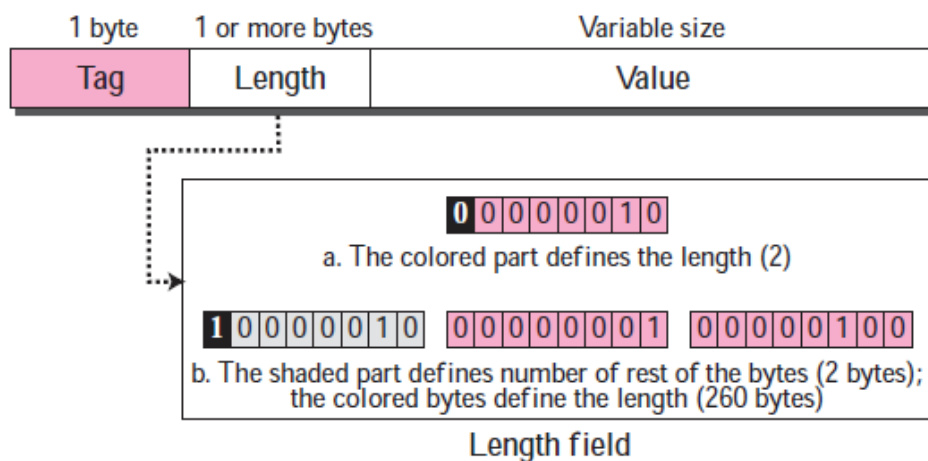 1 byte 1 or more bytes Variable size
Tag Length Value
0 0 0 0 0 0 1 0
a. The colored part defines the length (2)
1 0 0 0 0 0 1 0 0 0 0 0 0 0 0 1 0 0 0 0 0 1 0 0
b. The shaded part defines number of rest of the bytes (2 bytes);
the colored bytes define the length (260 bytes)
Length field